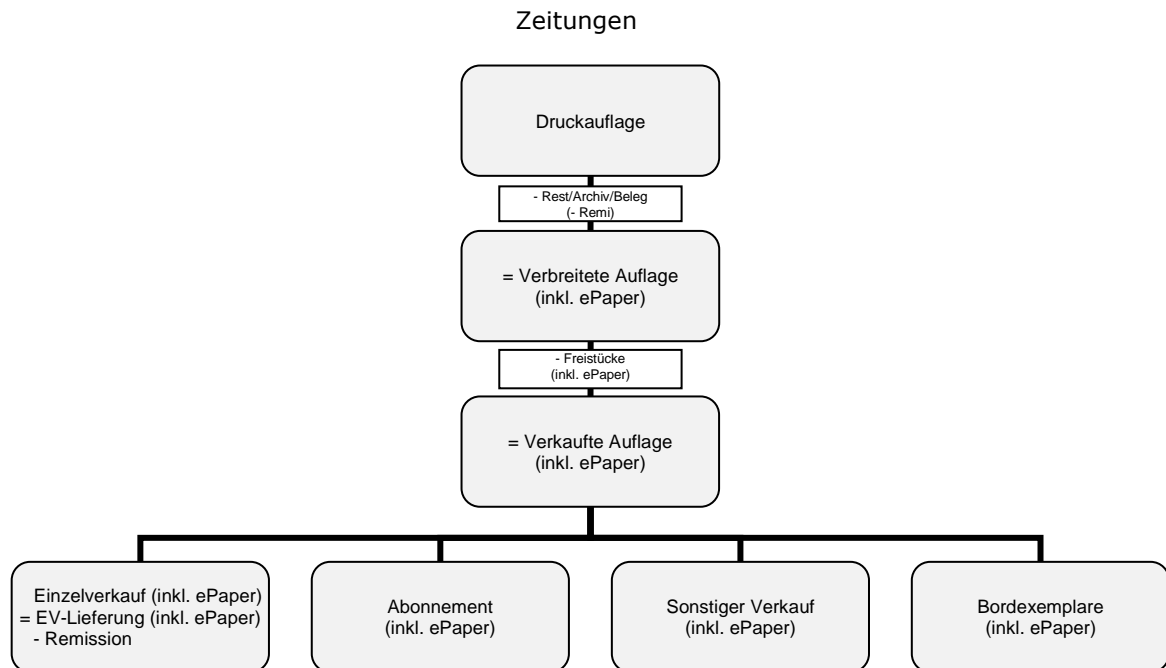 Zeitungen
Druckauflage
- Rest/Archiv/Beleg
(- Remi)
= Verbreitete Auflage
(inkl. ePaper)
- Freistücke
(inkl. ePaper)
= Verkaufte Auflage
(inkl. ePaper)
Einzelverkauf (inkl. ePaper)
= EV-Lieferung (inkl. ePaper)
- Remission
Abonnement
(inkl. ePaper)
Sonstiger Verkauf
(inkl. ePaper)
Bordexemplare
(inkl. ePaper)